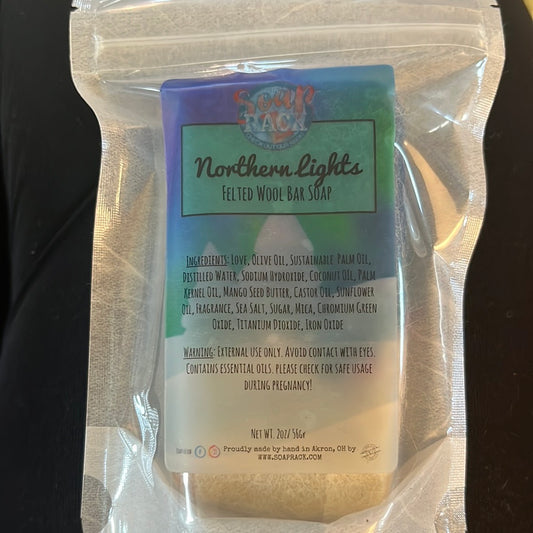 Soap
RACK
Northern Lights
Felted Wool Bar Soap
Ingredients: Love, Olive Oil, Sustainable Palm Oil,
Distilled Water, Sodium Hydroxide, Coconut Oil, Palm
Kernel Oil, Mango Seed Butter, Castor Oil, Sunflower
Oil, Fragrance, Sea Salt, Sugar, Mica, Chromium Green
Oxide, Titanium Dioxide, Iron Oxide
Warning: External use only. Avoid contact with eyes.
Contains essential oils. please check for safe usage
during pregnancy!
Net WT. 2oz/ 56gr
Proudly made by hand in Akron, OH by
www.SOAPRACK.COM